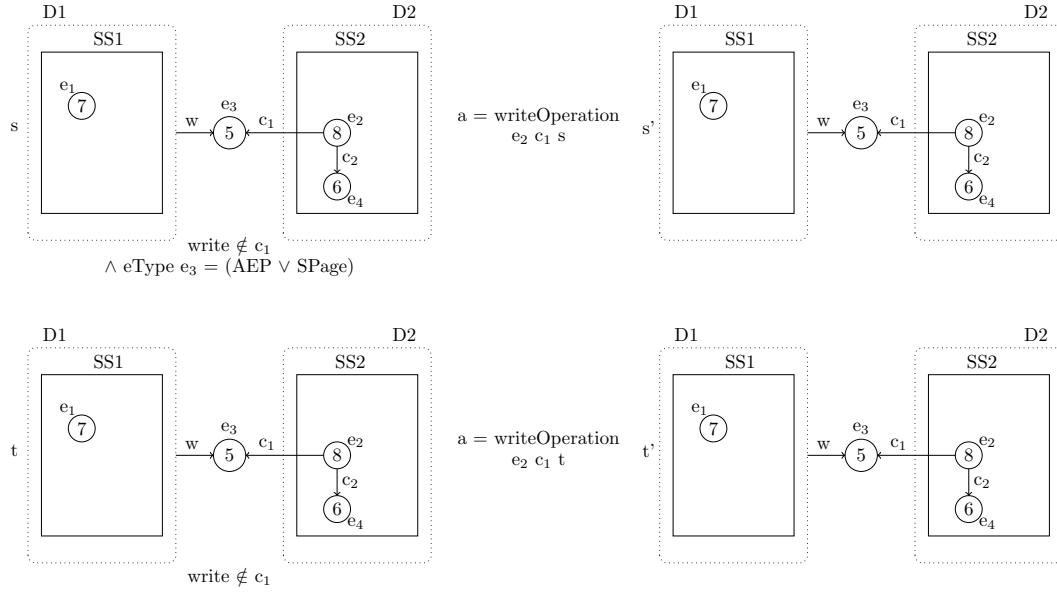 D1 D2 D1 D2
SS1 SS2 SS1 SS2
e₁ 7 e₃ e₂ e₁ 7 e₃ e₂
s w 5 c₁ 8 a = writeOperation s' w 5 c₁ 8
e₂ c₁ s
c₂ c₂
6 e₄ 6 e₄
write ∉ c₁
∧ eType e₃ = (AEP ∨ SPage)
D1 D2 D1 D2
SS1 SS2 SS1 SS2
e₁ 7 e₃ e₂ e₁ 7 e₃ e₂
t w 5 c₁ 8 a = writeOperation t' w 5 c₁ 8
e₂ c₁ t
c₂ c₂
6 e₄ 6 e₄
write ∉ c₁